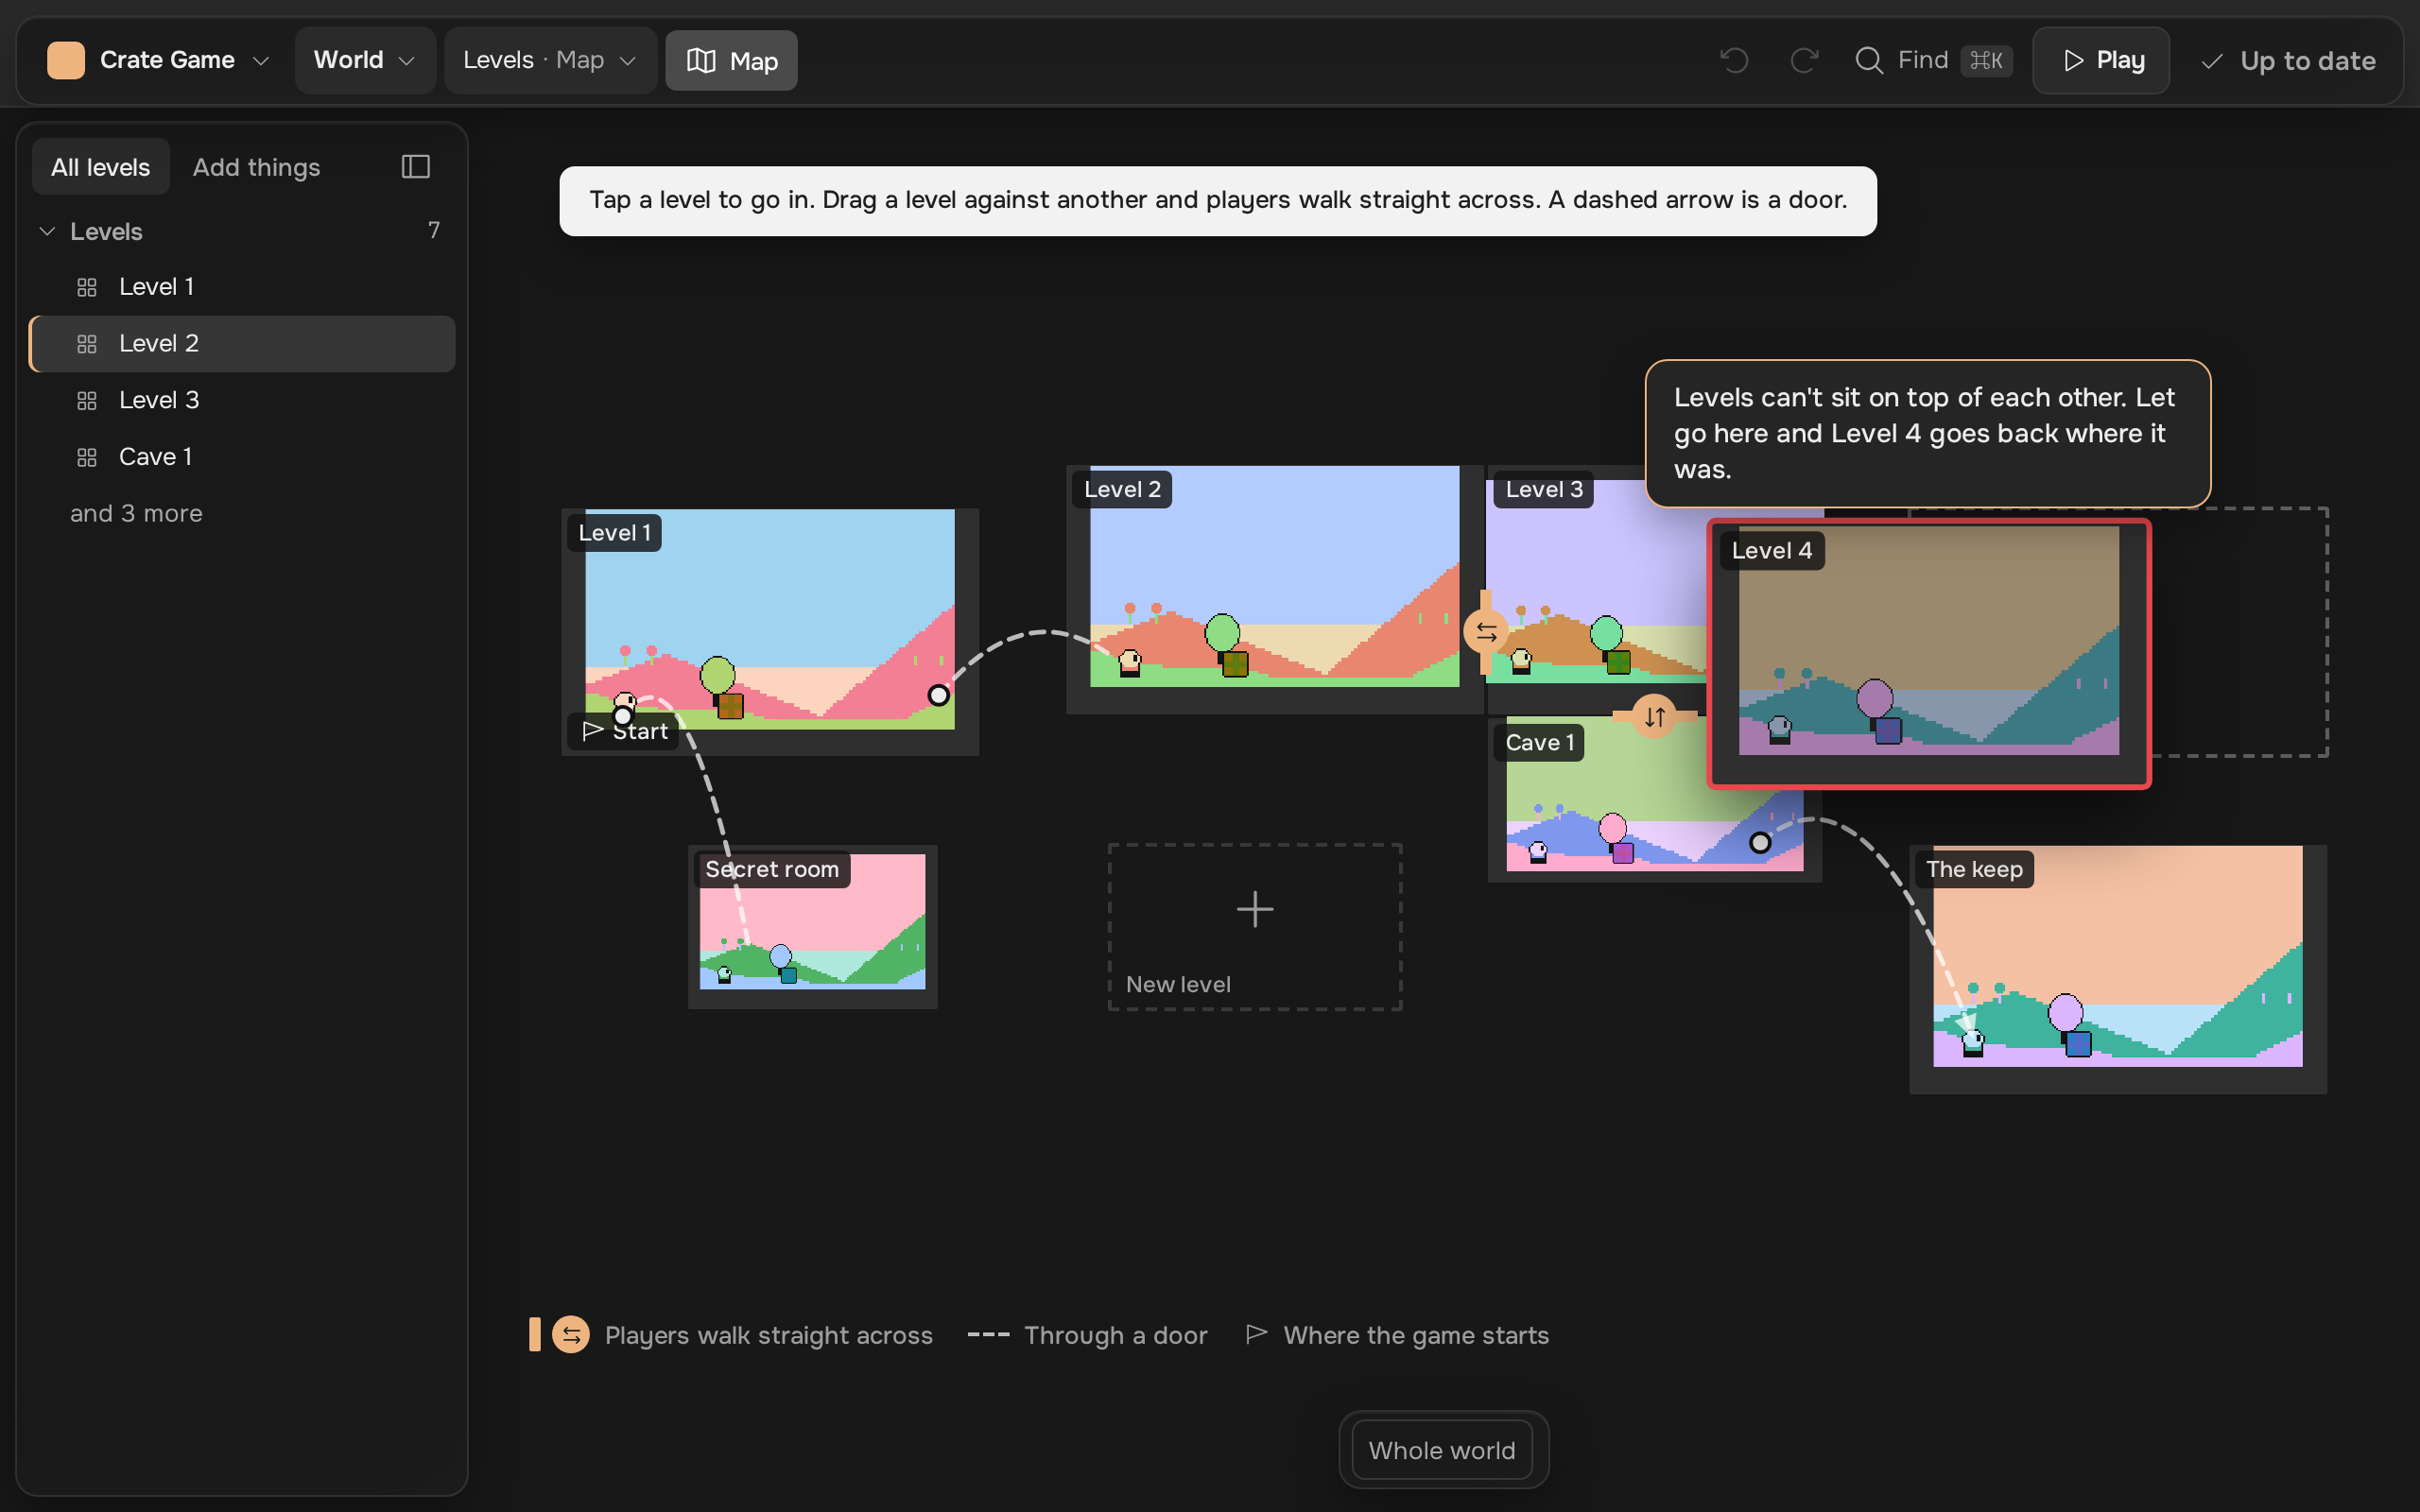 Crate Game
World
Levels · Map
Map
Find ⌘K
Play
Up to date
All levels
Add things
Levels 7
Level 1
Level 2
Level 3
Cave 1
and 3 more
Tap a level to go in. Drag a level against another and players walk straight across. A dashed arrow is a door.
Levels can't sit on top of each other. Let
go here and Level 4 goes back where it
was.
Level 1
Start
Level 2
Level 3
Level 4
Cave 1
Secret room
New level
The keep
Players walk straight across
Through a door
Where the game starts
Whole world